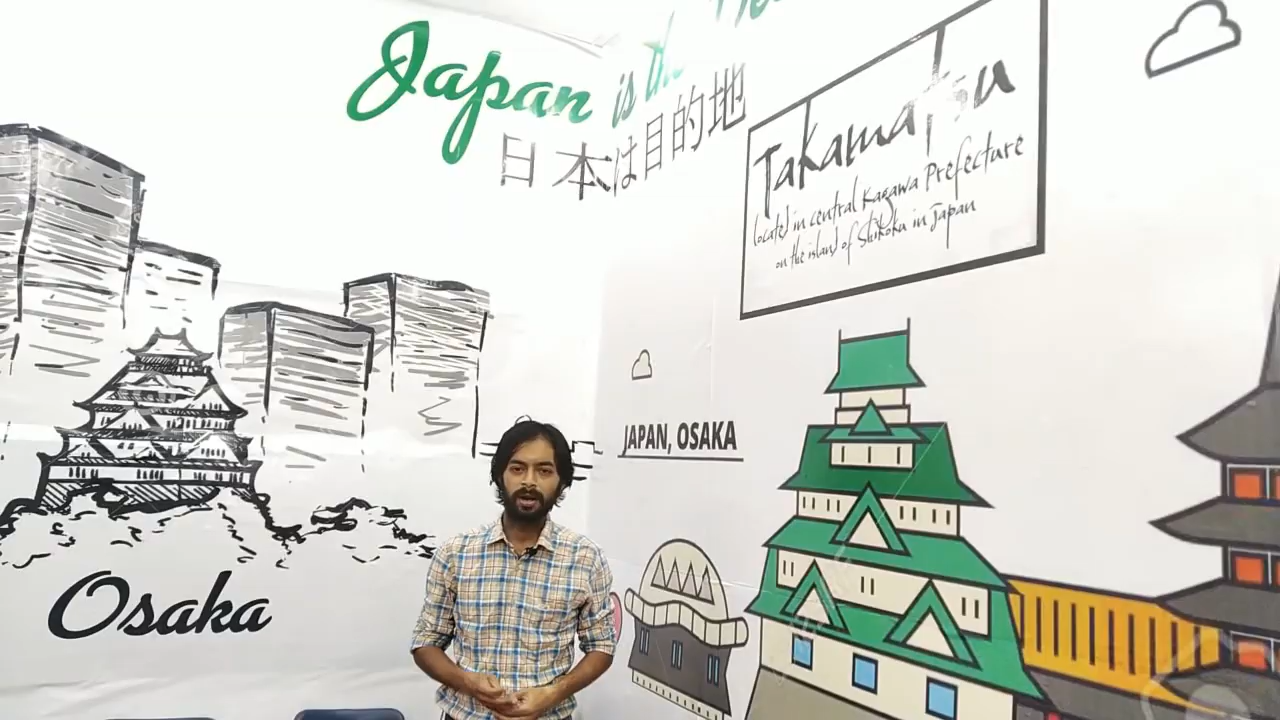 Japan is the
日本は目的地
Takamatsu
located in central Kagawa Prefecture
on the island of Shikoku in Japan
JAPAN, OSAKA
Osaka